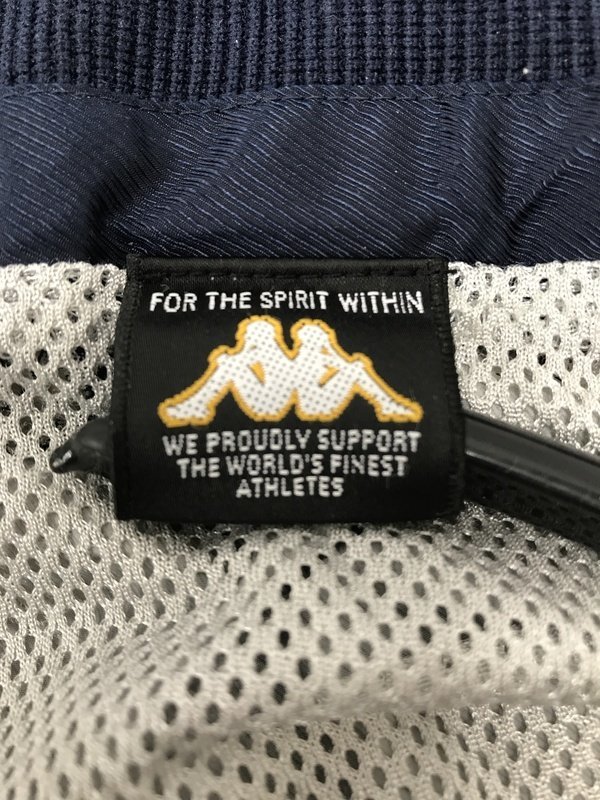 FOR THE SPIRIT WITHIN
WE PROUDLY SUPPORT
THE WORLD'S FINEST
ATHLETES